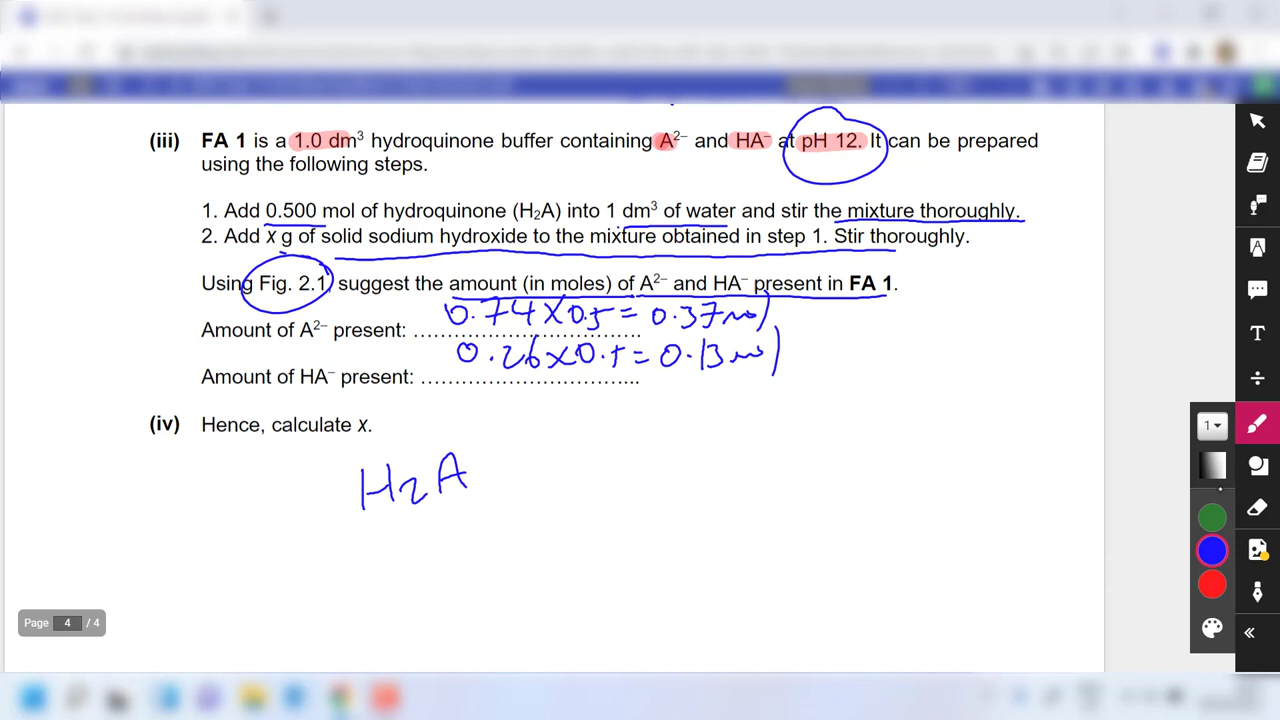 (iii) FA 1 is a 1.0 dm³ hydroquinone buffer containing A²⁻ and HA⁻ at pH 12. It can be prepared
using the following steps.
1. Add 0.500 mol of hydroquinone (H₂A) into 1 dm³ of water and stir the mixture thoroughly.
2. Add x g of solid sodium hydroxide to the mixture obtained in step 1. Stir thoroughly.
Using Fig. 2.1, suggest the amount (in moles) of A²⁻ and HA⁻ present in FA 1.
0.74×0.5 = 0.37mol
Amount of A²⁻ present: ……………………………
0.26×0.5 = 0.13mol
Amount of HA⁻ present: …………………………...
(iv) Hence, calculate x.
H₂A
Page 4 / 4
1